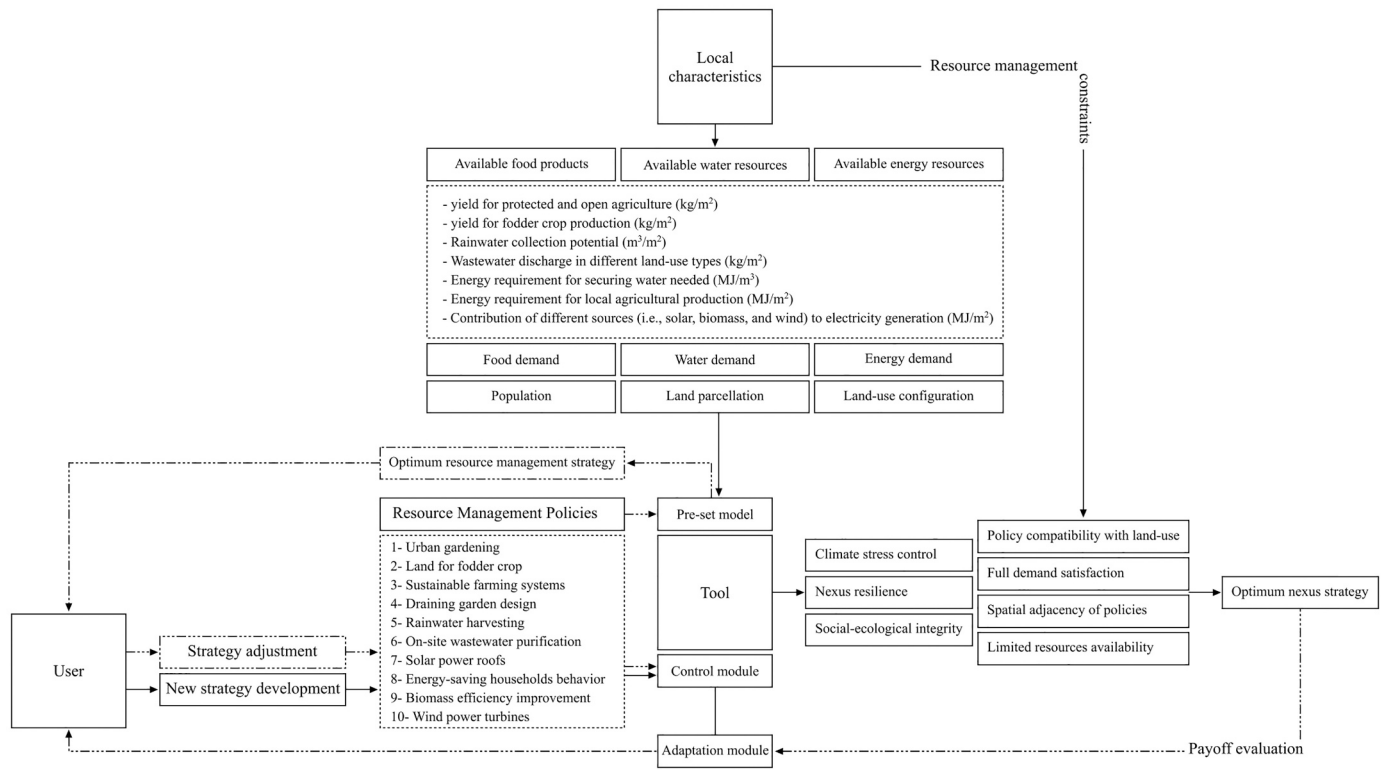 Local
characteristics
Resource management
constraints
Available food products
Available water resources
Available energy resources
- yield for protected and open agriculture (kg/m²)
- yield for fodder crop production (kg/m²)
- Rainwater collection potential (m³/m²)
- Wastewater discharge in different land-use types (kg/m²)
- Energy requirement for securing water needed (MJ/m³)
- Energy requirement for local agricultural production (MJ/m²)
- Contribution of different sources (i.e., solar, biomass, and wind) to electricity generation (MJ/m²)
Food demand
Water demand
Energy demand
Population
Land parcellation
Land-use configuration
Optimum resource management strategy
Resource Management Policies
Pre-set model
1- Urban gardening
2- Land for fodder crop
3- Sustainable farming systems
4- Draining garden design
5- Rainwater harvesting
6- On-site wastewater purification
7- Solar power roofs
8- Energy-saving households behavior
9- Biomass efficiency improvement
10- Wind power turbines
Tool
Climate stress control
Nexus resilience
Social-ecological integrity
Policy compatibility with land-use
Full demand satisfaction
Spatial adjacency of policies
Limited resources availability
Optimum nexus strategy
User
Strategy adjustment
New strategy development
Control module
Adaptation module
Payoff evaluation